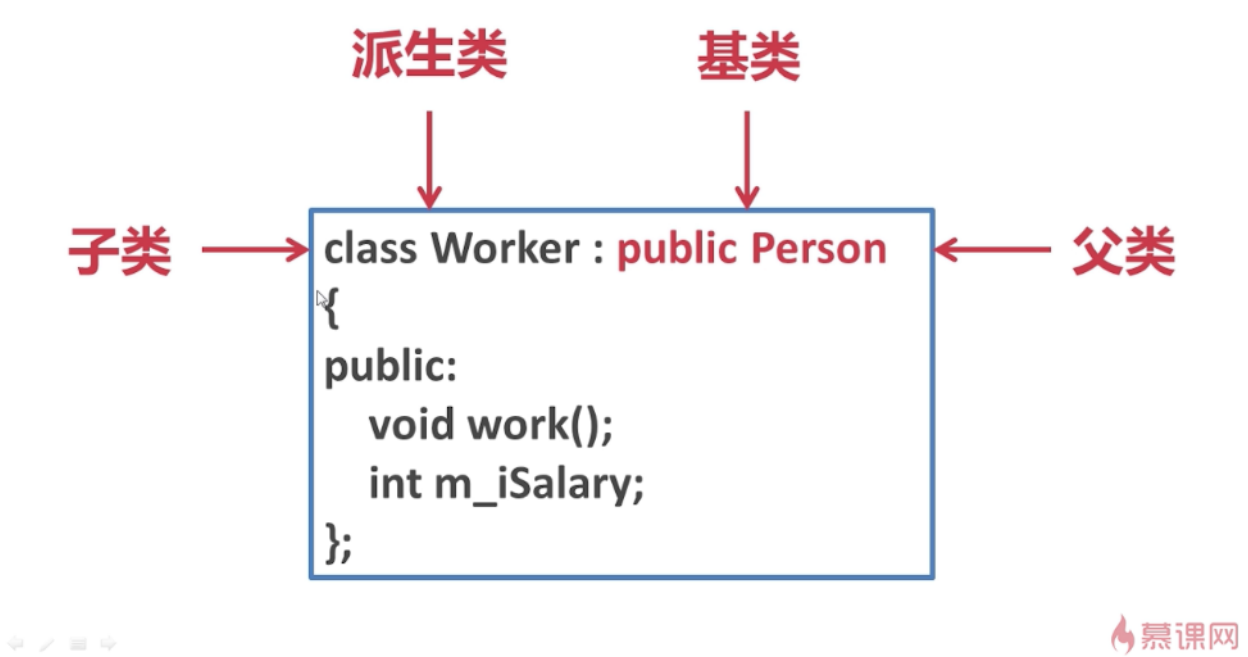 派生类 基类
子类 class Worker : public Person 父类
{
public:
void work();
int m_iSalary;
};
慕课网